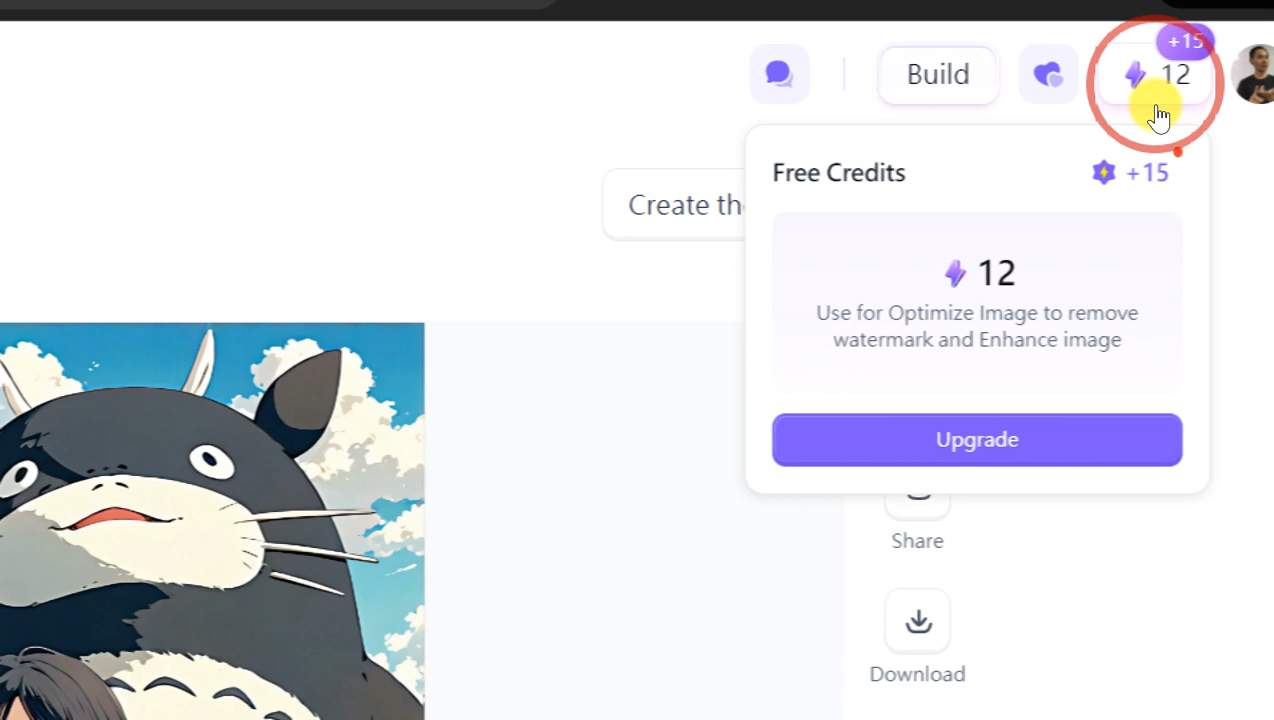 +15
Build
12
Free Credits
+15
Create th
12
Use for Optimize Image to remove
watermark and Enhance image
Upgrade
Share
Download